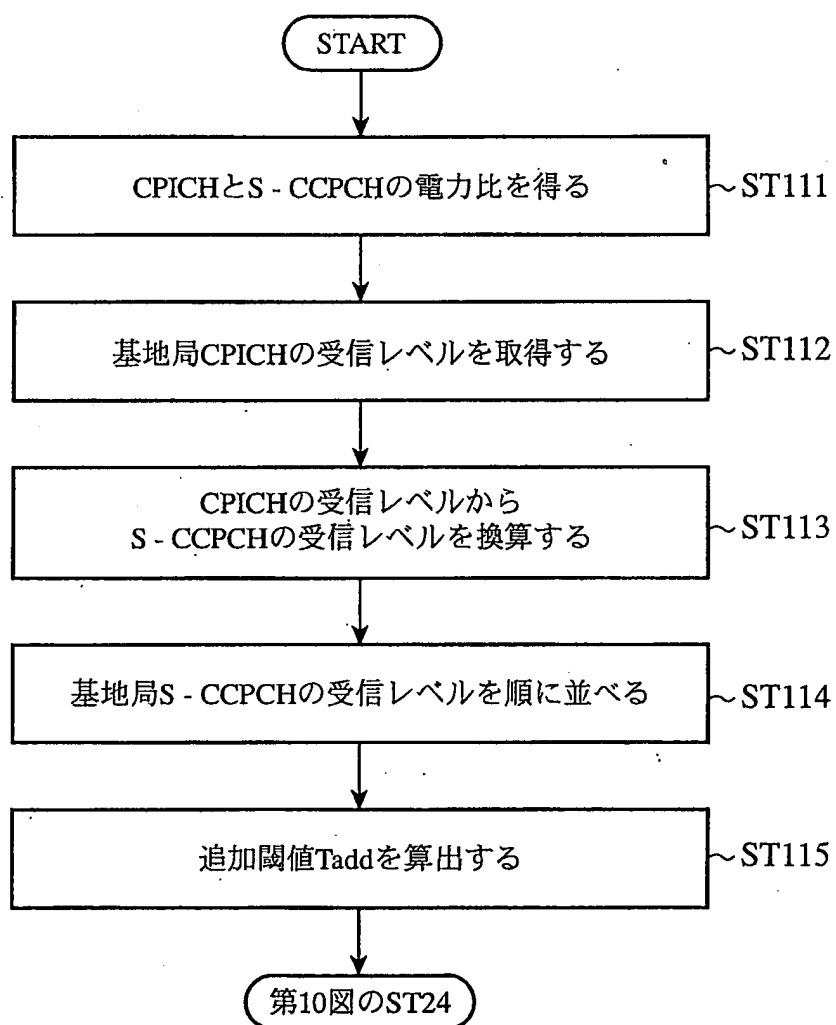 START
CPICHとS - CCPCHの電力比を得る
~ST111
基地局CPICHの受信レベルを取得する
~ST112
CPICHの受信レベルから
S - CCPCHの受信レベルを換算する
~ST113
基地局S - CCPCHの受信レベルを順に並べる
~ST114
追加閾値Taddを算出する
~ST115
第10図のST24